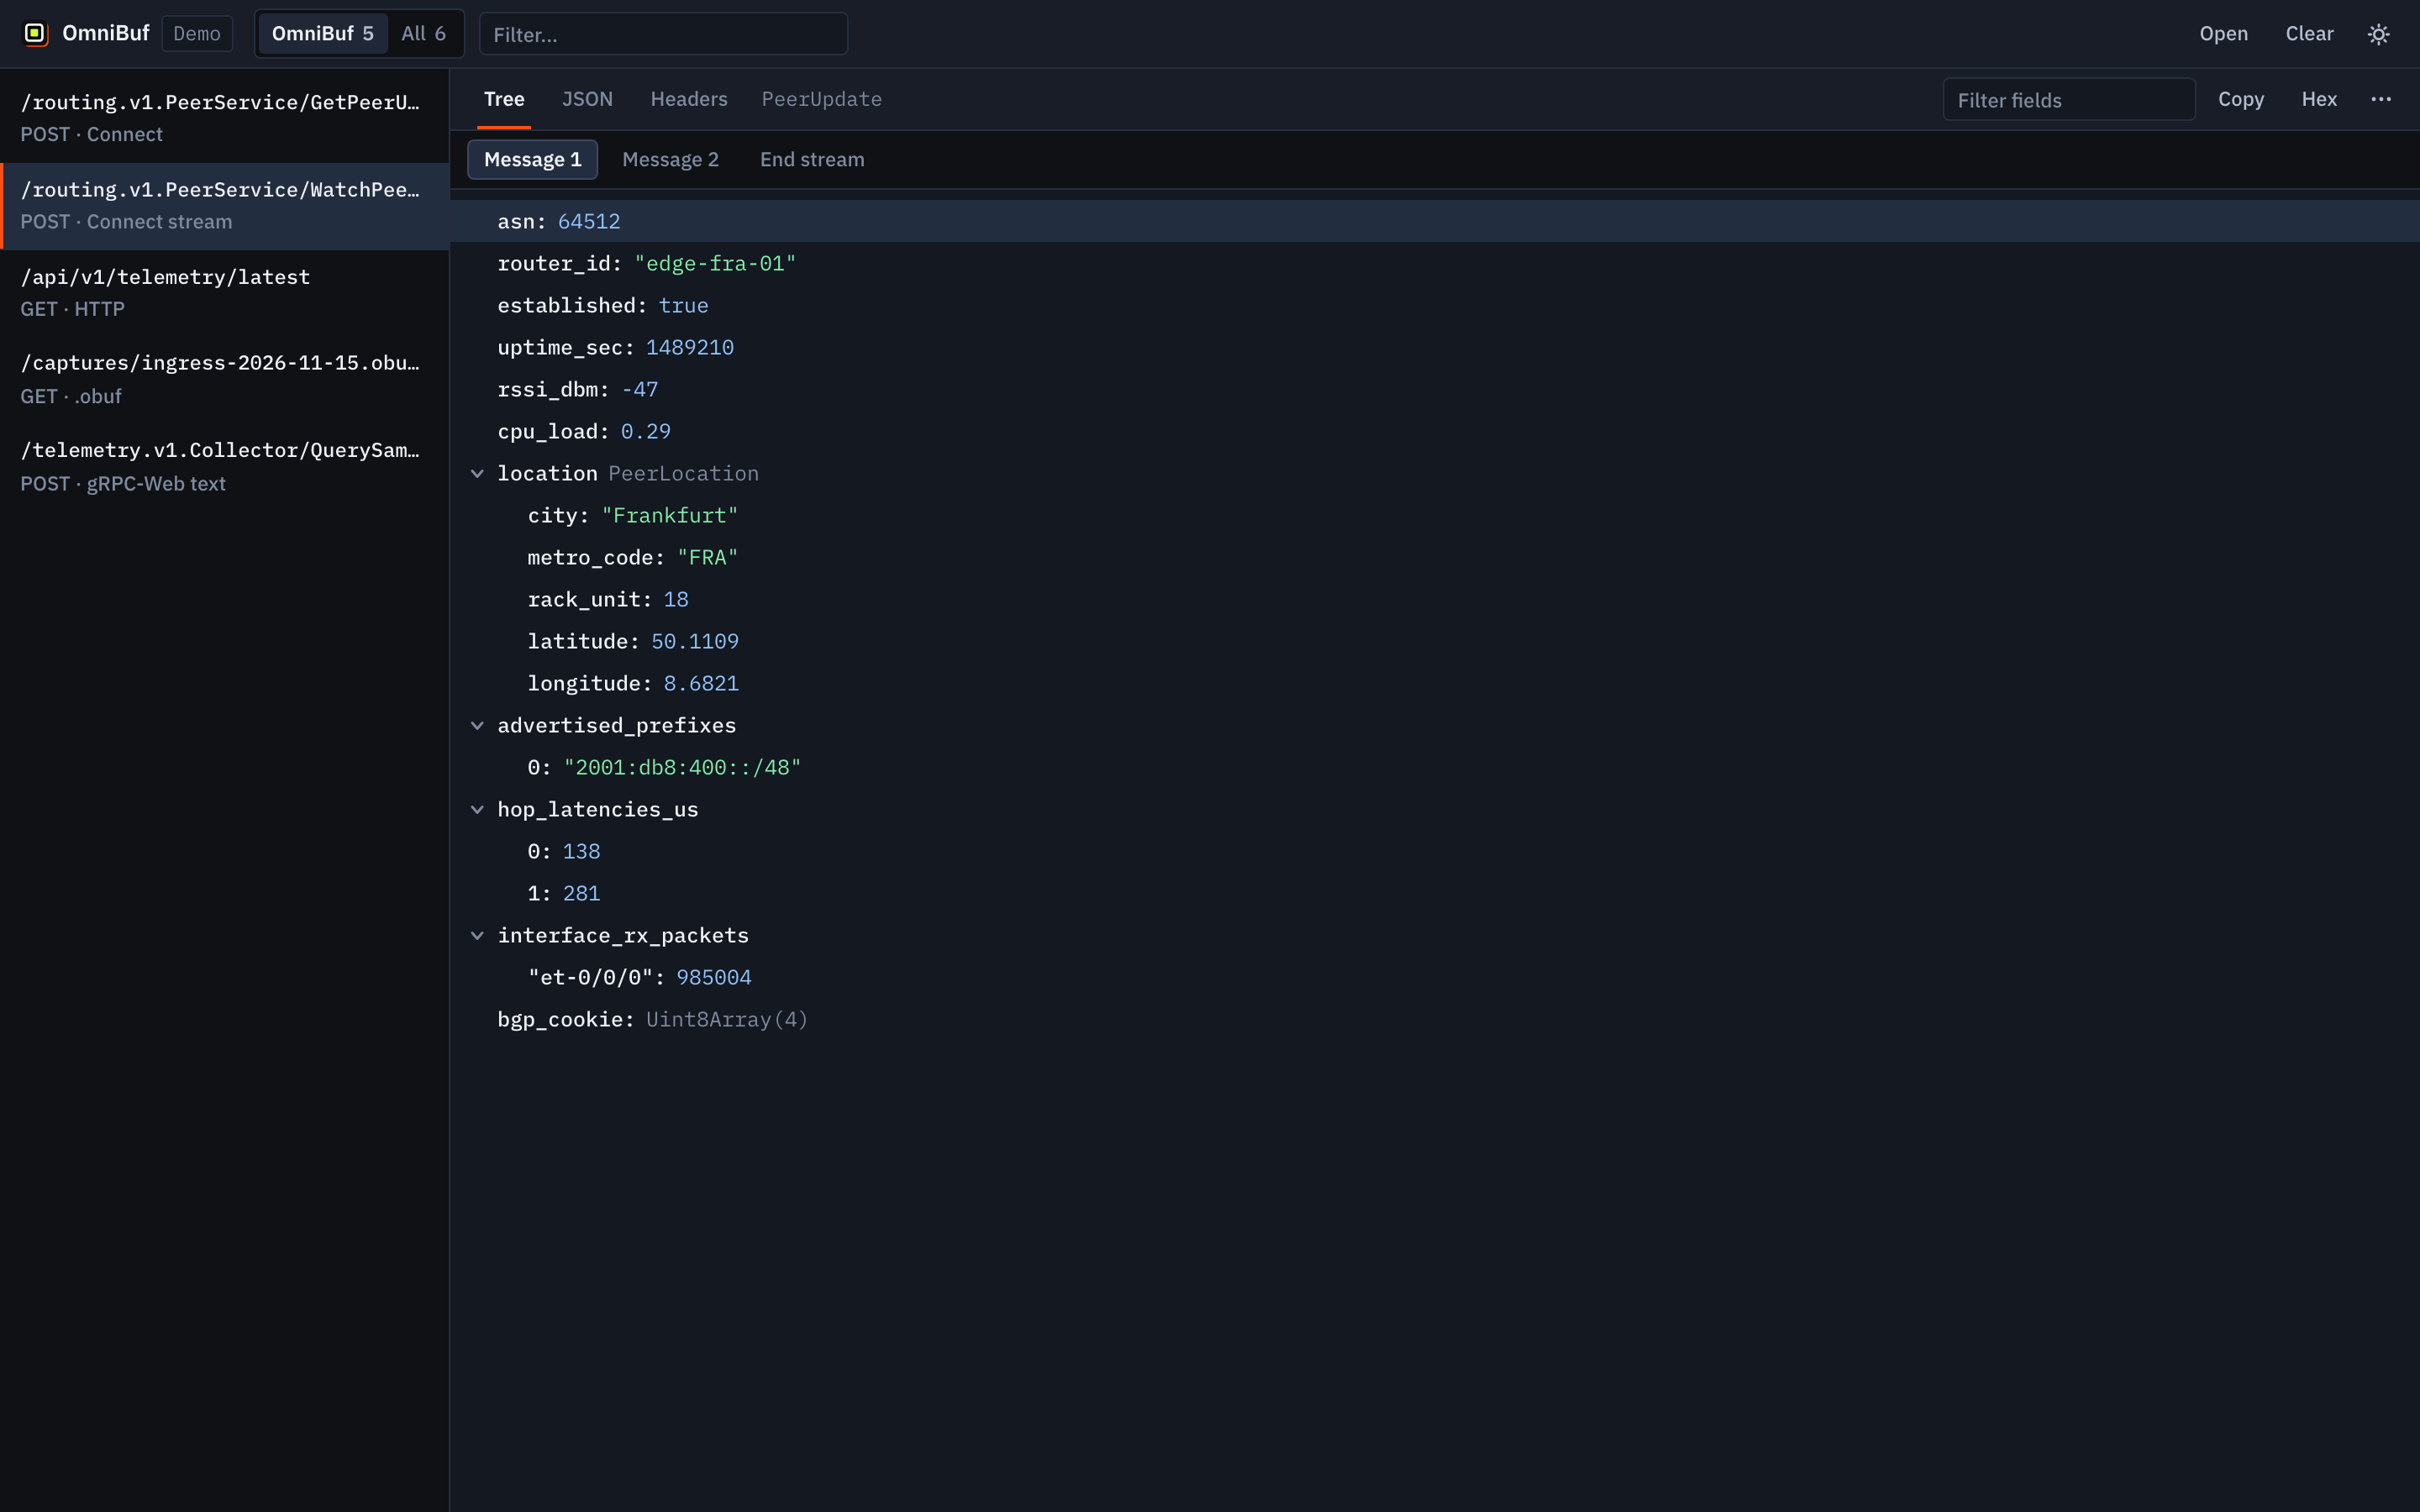 OmniBuf Demo OmniBuf 5 All 6 Filter... Open Clear
/routing.v1.PeerService/GetPeerU…
POST · Connect
/routing.v1.PeerService/WatchPee…
POST · Connect stream
/api/v1/telemetry/latest
GET · HTTP
/captures/ingress-2026-11-15.obu…
GET · .obuf
/telemetry.v1.Collector/QuerySam…
POST · gRPC-Web text
Tree JSON Headers PeerUpdate Filter fields Copy Hex ···
Message 1 Message 2 End stream
asn: 64512
router_id: "edge-fra-01"
established: true
uptime_sec: 1489210
rssi_dbm: -47
cpu_load: 0.29
location PeerLocation
city: "Frankfurt"
metro_code: "FRA"
rack_unit: 18
latitude: 50.1109
longitude: 8.6821
advertised_prefixes
0: "2001:db8:400::/48"
hop_latencies_us
0: 138
1: 281
interface_rx_packets
"et-0/0/0": 985004
bgp_cookie: Uint8Array(4)